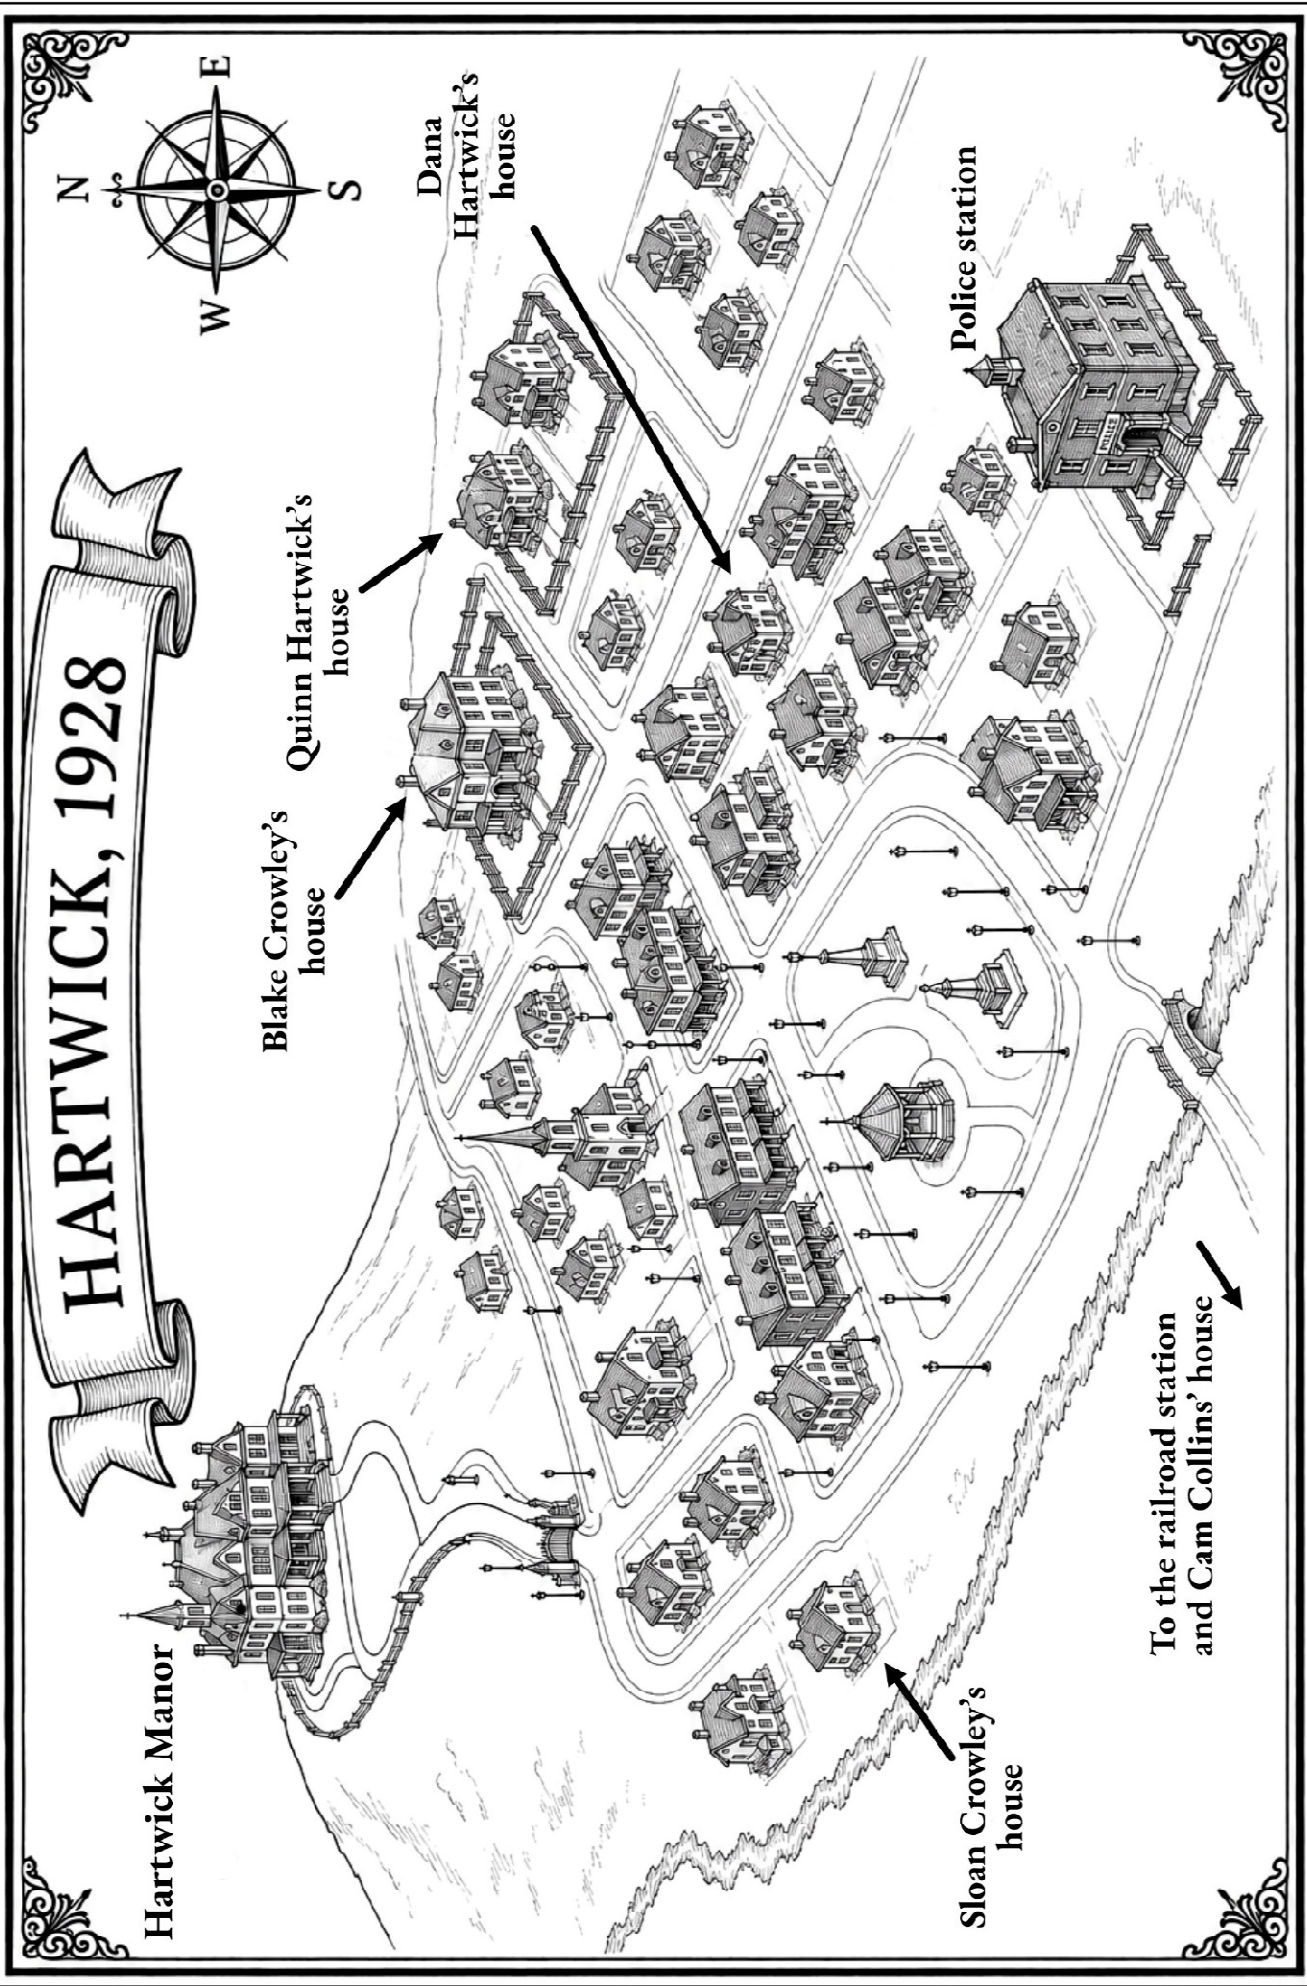 HARTWICK, 1928
N
E
S
W
Hartwick Manor
Blake Crowley's
house
Quinn Hartwick's
house
Dana
Hartwick's
house
Police station
POLICE
Sloan Crowley's
house
To the railroad station
and Cam Collins' house